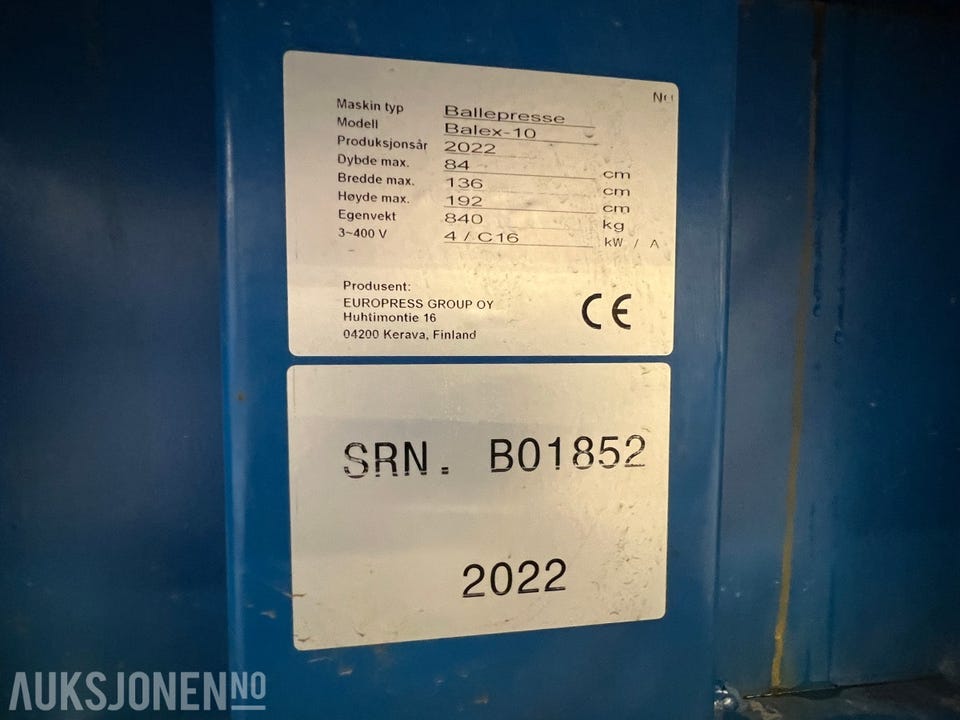 NO
Maskin typ Ballepresse
Modell Balex-10
Produksjonsår 2022
Dybde max. 84 cm
Bredde max. 136 cm
Høyde max. 192 cm
Egenvekt 840 kg
3~400 V 4 / C16 kW / A
Produsent:
EUROPRESS GROUP OY
Huhtimontie 16
04200 Kerava, Finland
CE
SRN. B01852
2022
AUKSJONEN NO